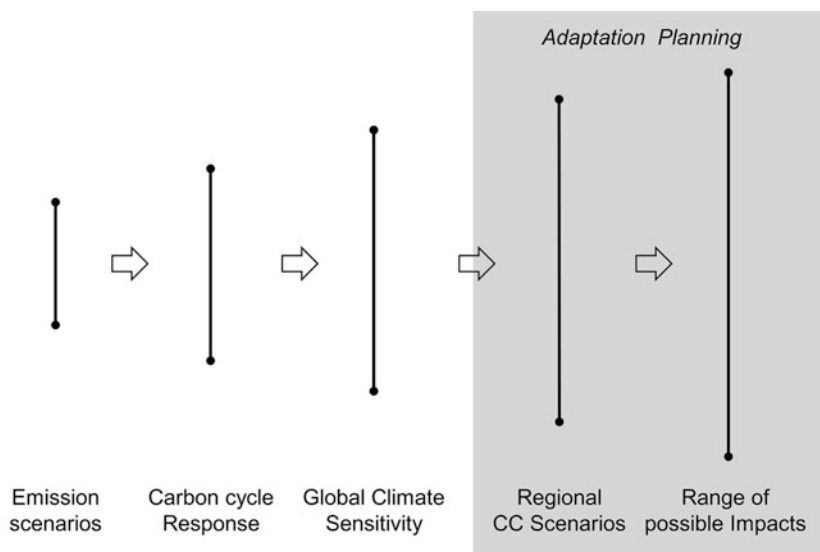 Adaptation Planning
Emission
scenarios
Carbon cycle
Response
Global Climate
Sensitivity
Regional
CC Scenarios
Range of
possible Impacts